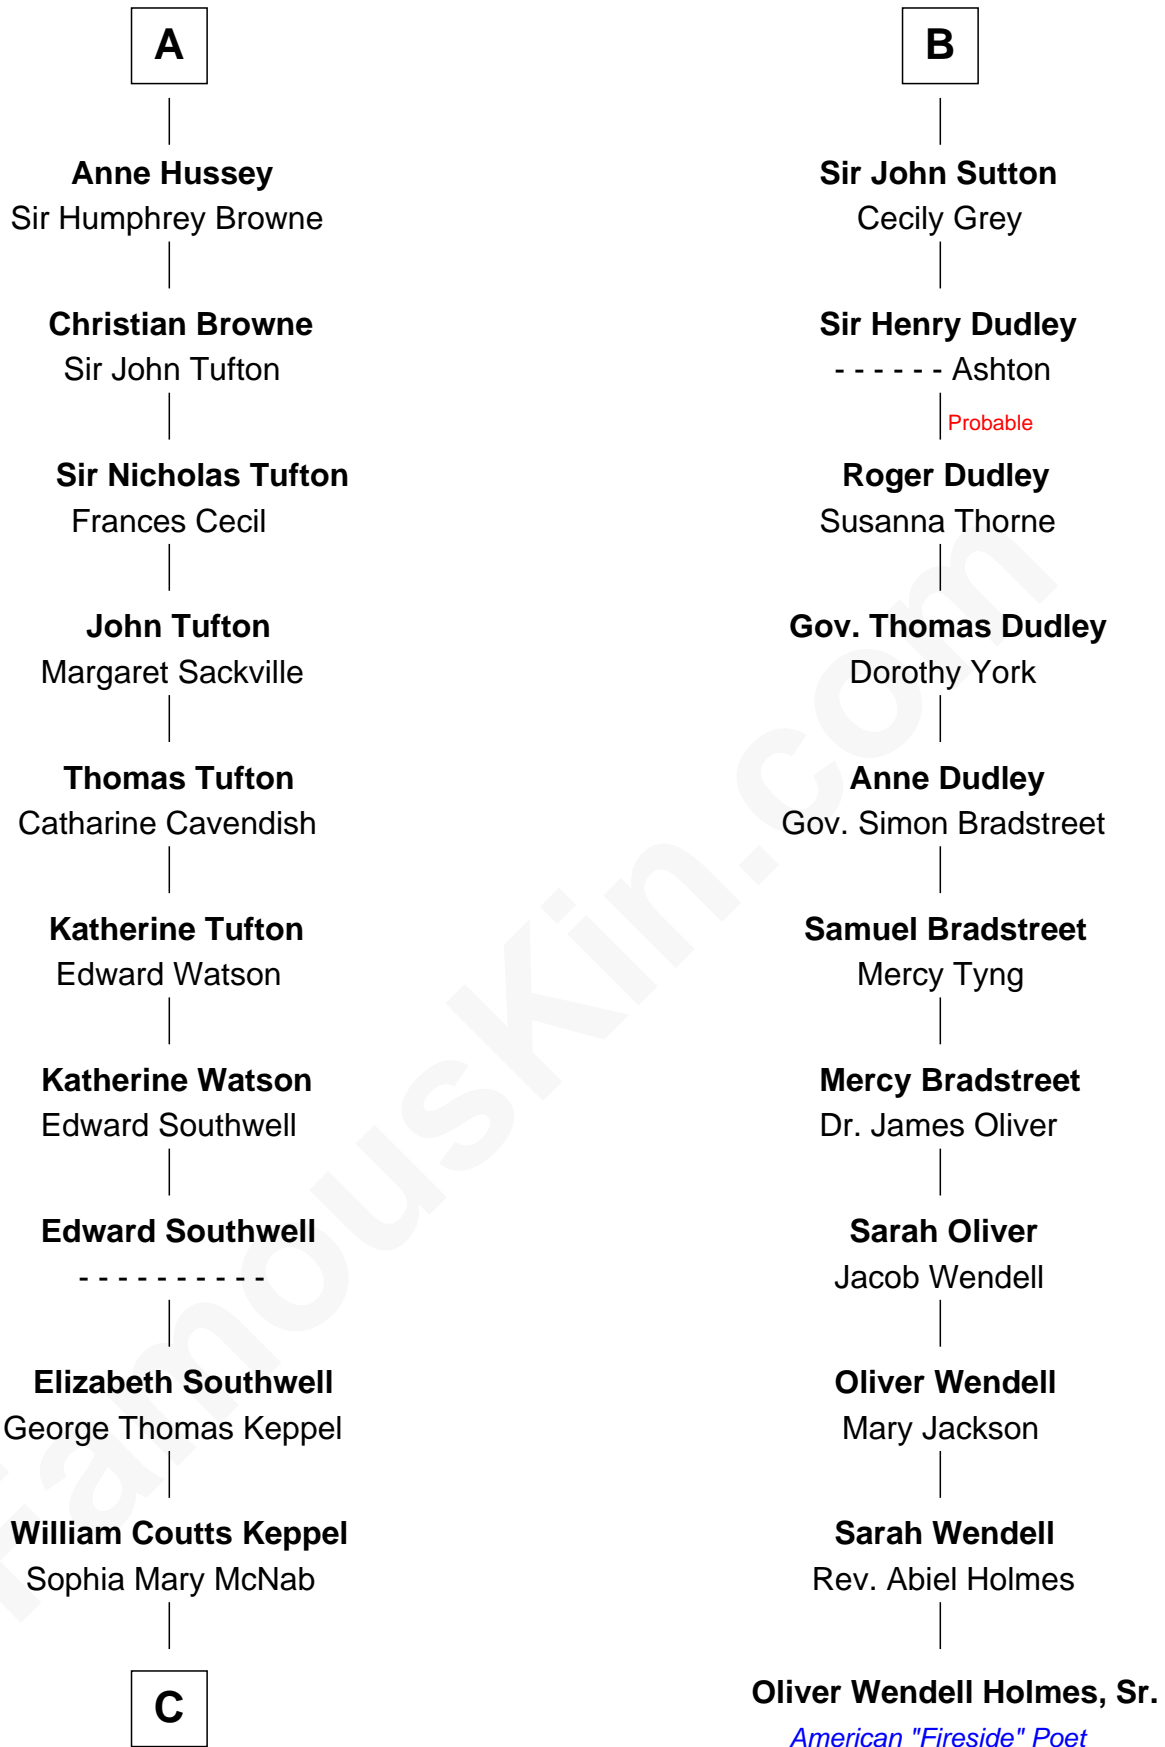 A
Anne Hussey
Sir Humphrey Browne
Christian Browne
Sir John Tufton
Sir Nicholas Tufton
Frances Cecil
John Tufton
Margaret Sackville
Thomas Tufton
Catharine Cavendish
Katherine Tufton
Edward Watson
Katherine Watson
Edward Southwell
Edward Southwell
- - - - - - - - - -
Elizabeth Southwell
George Thomas Keppel
William Coutts Keppel
Sophia Mary McNab
C
B
Sir John Sutton
Cecily Grey
Sir Henry Dudley
- - - - - - Ashton
Probable
Roger Dudley
Susanna Thorne
Gov. Thomas Dudley
Dorothy York
Anne Dudley
Gov. Simon Bradstreet
Samuel Bradstreet
Mercy Tyng
Mercy Bradstreet
Dr. James Oliver
Sarah Oliver
Jacob Wendell
Oliver Wendell
Mary Jackson
Sarah Wendell
Rev. Abiel Holmes
Oliver Wendell Holmes, Sr.
American "Fireside" Poet
FamousKin.com